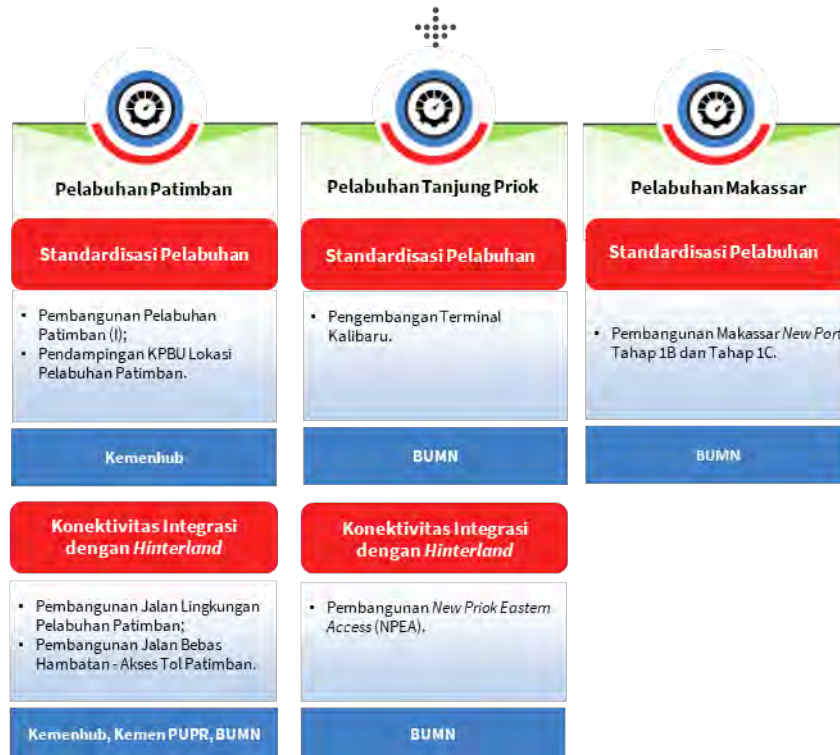 Pelabuhan Patimban
Standardisasi Pelabuhan
• Pembangunan Pelabuhan
Patimban (I);
• Pendampingan KPBU Lokasi
Pelabuhan Patimban.
Kemenhub
Konektivitas Integrasi
dengan Hinterland
• Pembangunan Jalan Lingkungan
Pelabuhan Patimban;
• Pembangunan Jalan Bebas
Hambatan - Akses Tol Patimban.
Kemenhub, Kemen PUPR, BUMN
Pelabuhan Tanjung Priok
Standardisasi Pelabuhan
• Pengembangan Terminal
Kalibaru.
BUMN
Konektivitas Integrasi
dengan Hinterland
• Pembangunan New Priok Eastern
Access (NPEA).
BUMN
Pelabuhan Makassar
Standardisasi Pelabuhan
• Pembangunan Makassar New Port
Tahap 1B dan Tahap 1C.
BUMN